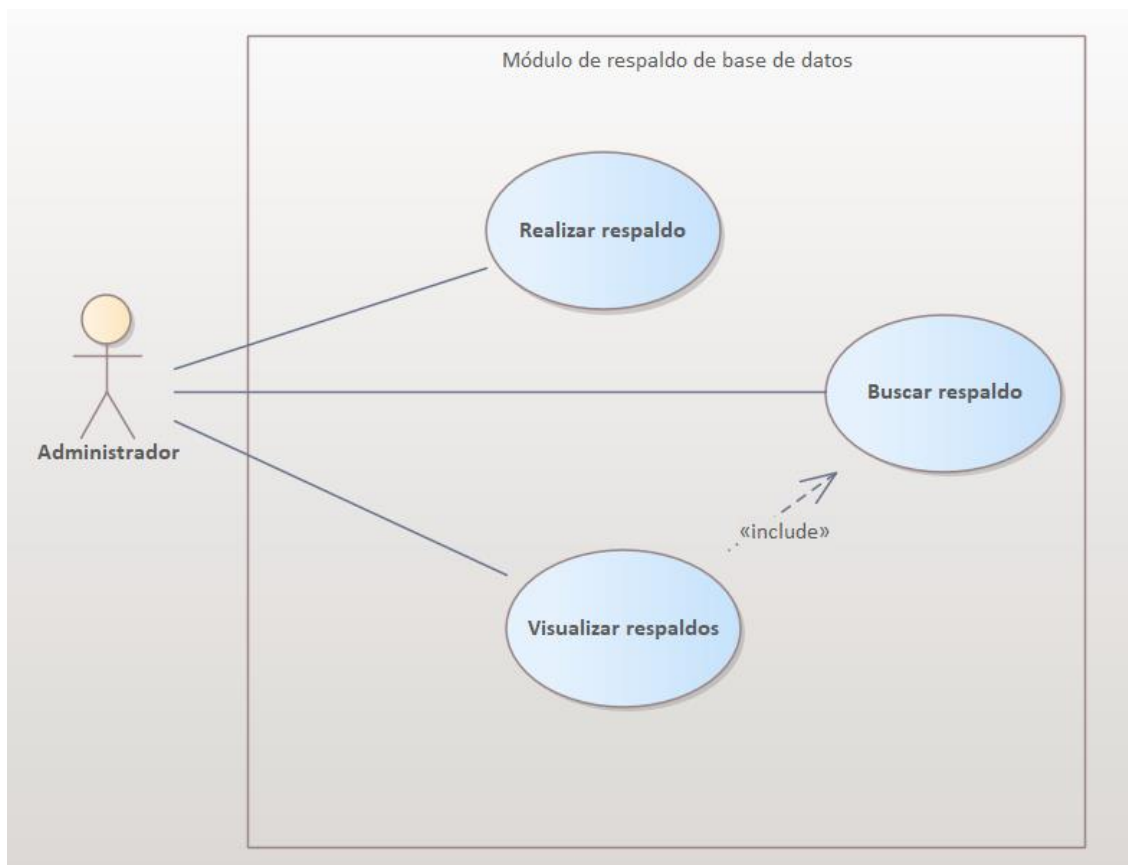 Módulo de respaldo de base de datos
Realizar respaldo
Buscar respaldo
Administrador
«include»
Visualizar respaldos